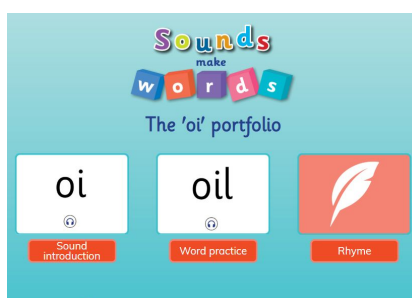 Sounds
make
words
The 'oi' portfolio
oi
oil
Sound
introduction
Word practice
Rhyme